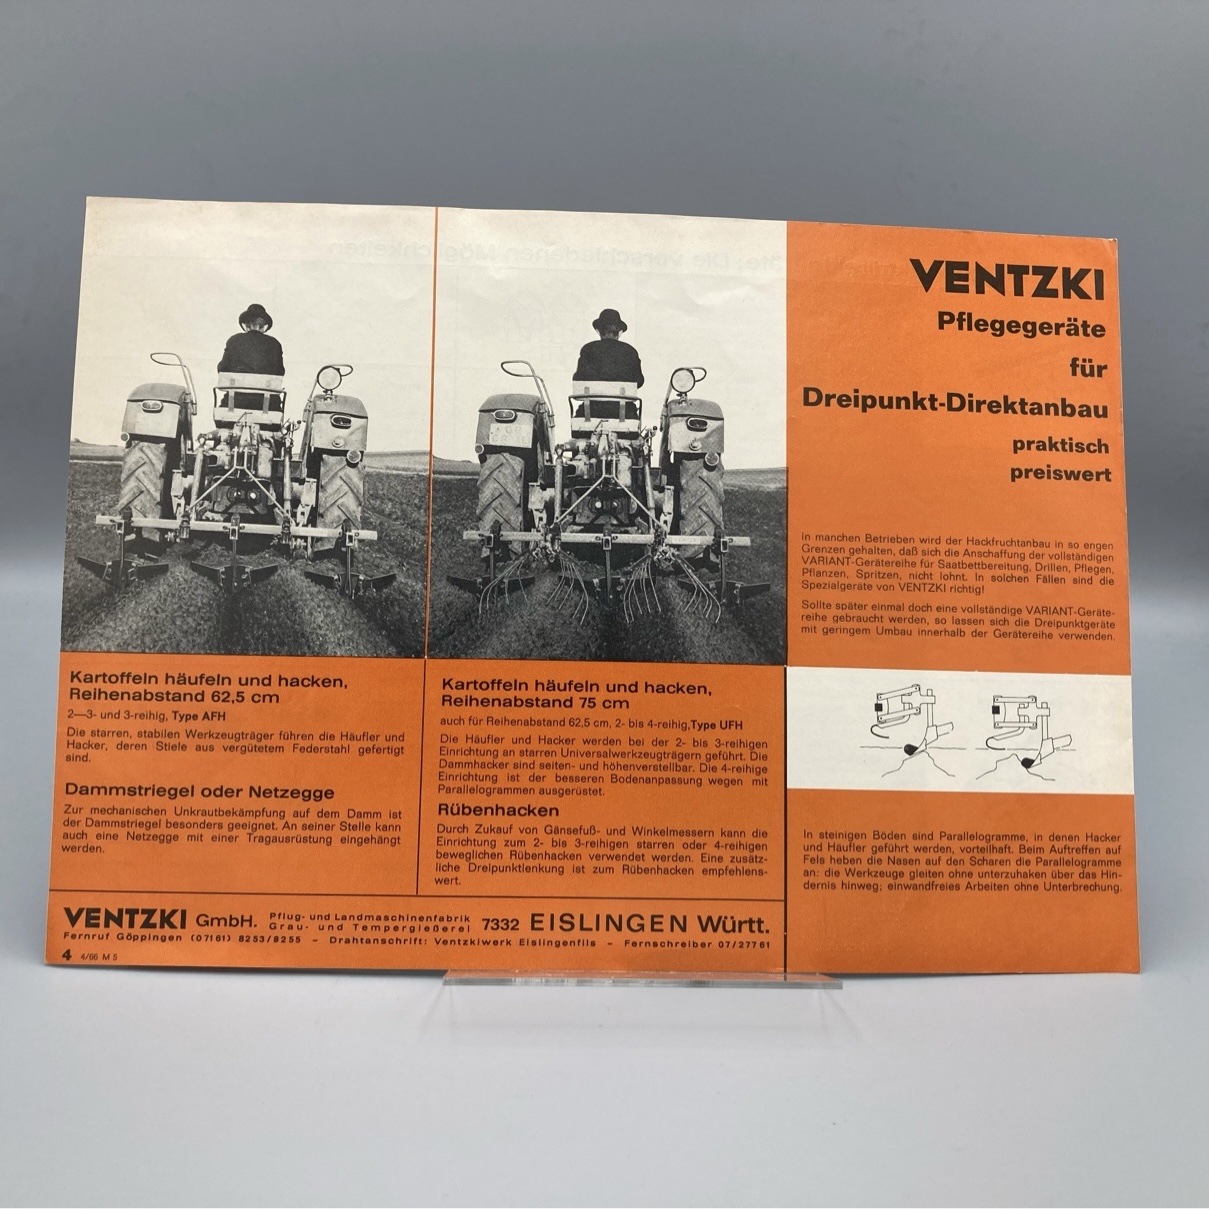 Kartoffeln häufeln und hacken,
Reihenabstand 62,5 cm
2—3- und 3-reihig, Type AFH
Die starren, stabilen Werkzeugträger führen die Häufler und
Hacker, deren Stiele aus vergütetem Federstahl gefertigt
sind.
Dammstriegel oder Netzegge
Zur mechanischen Unkrautbekämpfung auf dem Damm ist
der Dammstriegel besonders geeignet. An seiner Stelle kann
auch eine Netzegge mit einer Tragausrüstung eingehängt
werden.
Kartoffeln häufeln und hacken,
Reihenabstand 75 cm
auch für Reihenabstand 62,5 cm, 2- bis 4-reihig, Type UFH
Die Häufler und Hacker werden bei der 2- bis 3-reihigen
Einrichtung an starren Universalwerkzeugträgern geführt. Die
Dammhacker sind seiten- und höhenverstellbar. Die 4-reihige
Einrichtung ist der besseren Bodenanpassung wegen mit
Parallelogrammen ausgerüstet.
Rübenhacken
Durch Zukauf von Gänsefuß- und Winkelmessern kann die
Einrichtung zum 2- bis 3-reihigen starren oder 4-reihigen
beweglichen Rübenhacken verwendet werden. Eine zusätz-
liche Dreipunktlenkung ist zum Rübenhacken empfehlens-
wert.
VENTZKI GmbH. Pflug- und Landmaschinenfabrik
Grau- und Tempergießerei 7332 EISLINGEN Württ.
Fernruf Göppingen (07161) 8253/8255 – Drahtanschrift: Ventzkiwerk Eislingenfils – Fernschreiber 07/27761
4 4/66 M 5
VENTZKI
Pflegegeräte
für
Dreipunkt-Direktanbau
praktisch
preiswert
In manchen Betrieben wird der Hackfruchtanbau in so engen
Grenzen gehalten, daß sich die Anschaffung der vollständigen
VARIANT-Gerätereihe für Saatbettbereitung, Drillen, Pflegen,
Pflanzen, Spritzen, nicht lohnt. In solchen Fällen sind die
Spezialgeräte von VENTZKI richtig!
Sollte später einmal doch eine vollständige VARIANT-Geräte-
reihe gebraucht werden, so lassen sich die Dreipunktgeräte
mit geringem Umbau innerhalb der Gerätereihe verwenden.
In steinigen Böden sind Parallelogramme, in denen Hacker
und Häufler geführt werden, vorteilhaft. Beim Auftreffen auf
Fels heben die Nasen auf den Scharen die Parallelogramme
an: die Werkzeuge gleiten ohne unterzuhaken über das Hin-
dernis hinweg; einwandfreies Arbeiten ohne Unterbrechung.